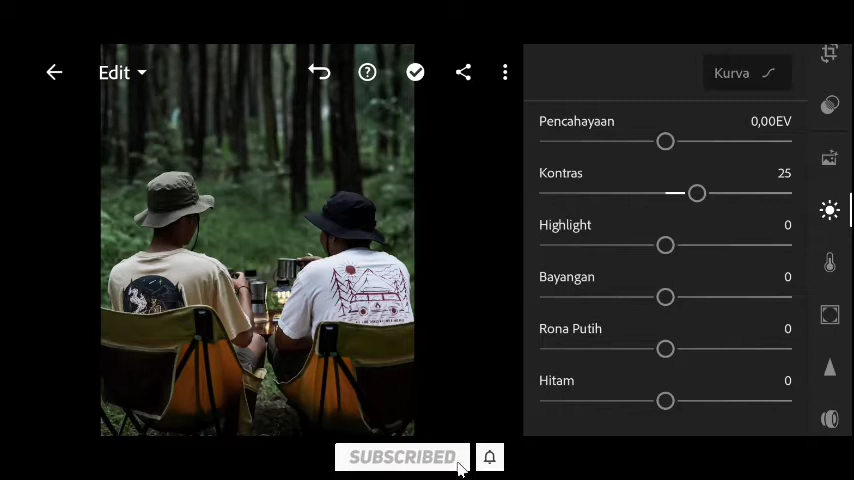 Edit
Kurva
Pencahayaan 0,00EV
Kontras 25
Highlight 0
Bayangan 0
Rona Putih 0
Hitam 0
SUBSCRIBED